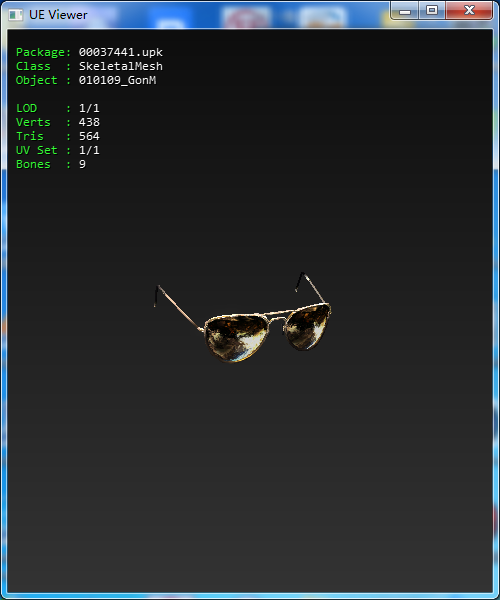 UE Viewer
Package: 00037441.upk
Class : SkeletalMesh
Object : 010109_GonM
LOD : 1/1
Verts : 438
Tris : 564
UV Set : 1/1
Bones : 9